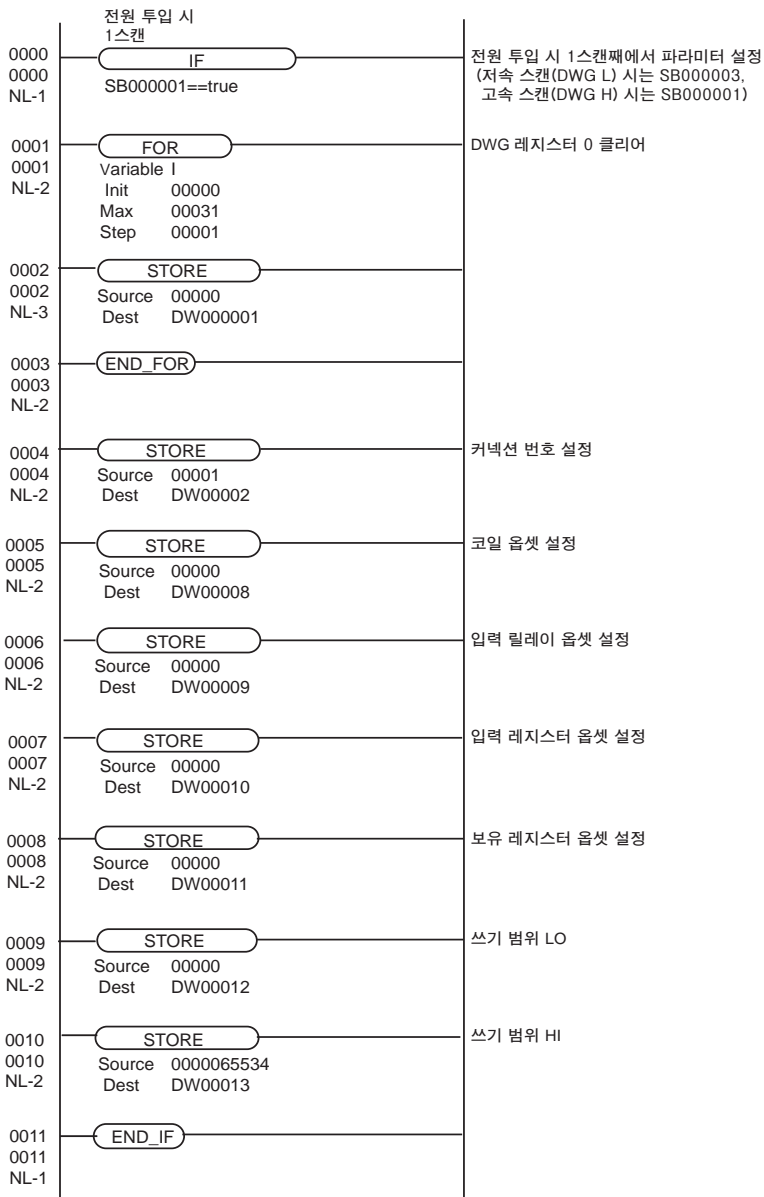 전원 투입 시
1스캔
0000
0000
NL-1
IF
SB000001==true
전원 투입 시 1스캔째에서 파라미터 설정
(저속 스캔(DWG L) 시는 SB000003,
고속 스캔(DWG H) 시는 SB000001)
0001
0001
NL-2
FOR
Variable I
Init 00000
Max 00031
Step 00001
DWG 레지스터 0 클리어
0002
0002
NL-3
STORE
Source 00000
Dest DW000001
0003
0003
NL-2
END_FOR
0004
0004
NL-2
STORE
Source 00001
Dest DW00002
커넥션 번호 설정
0005
0005
NL-2
STORE
Source 00000
Dest DW00008
코일 옵셋 설정
0006
0006
NL-2
STORE
Source 00000
Dest DW00009
입력 릴레이 옵셋 설정
0007
0007
NL-2
STORE
Source 00000
Dest DW00010
입력 레지스터 옵셋 설정
0008
0008
NL-2
STORE
Source 00000
Dest DW00011
보유 레지스터 옵셋 설정
0009
0009
NL-2
STORE
Source 00000
Dest DW00012
쓰기 범위 LO
0010
0010
NL-2
STORE
Source 0000065534
Dest DW00013
쓰기 범위 HI
0011
0011
NL-1
END_IF